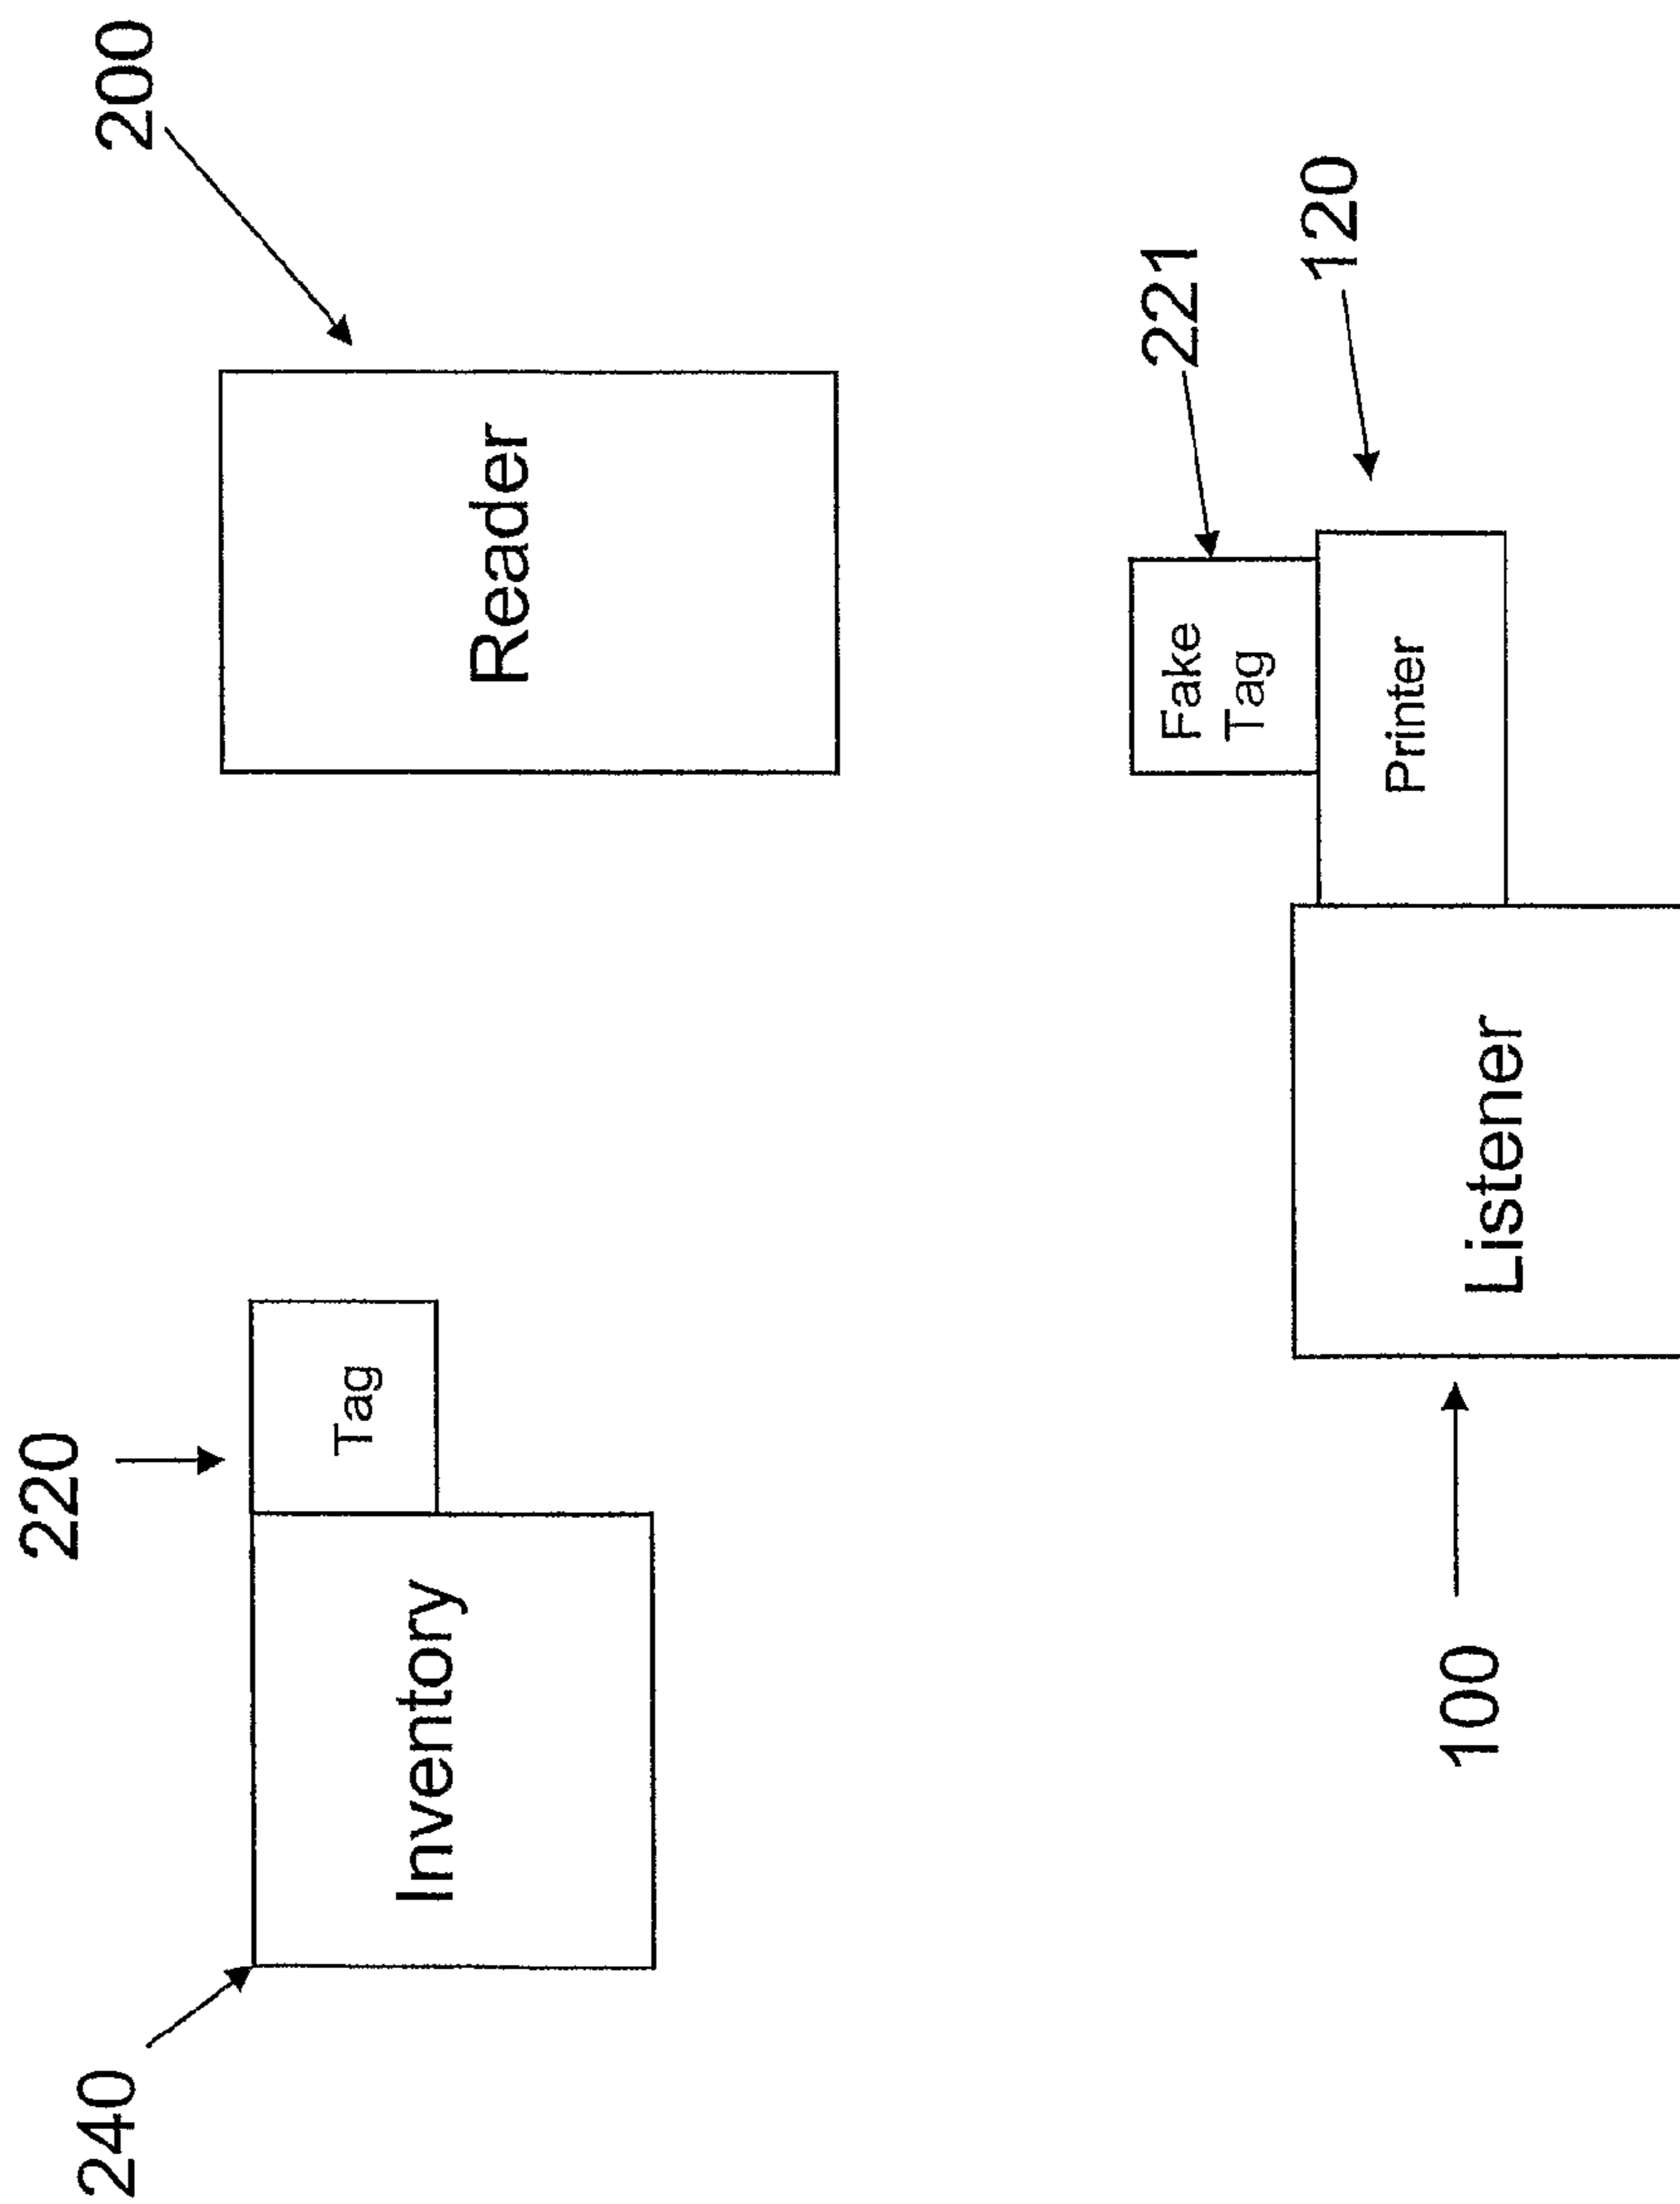 240
220
200
Inventory
Tag
Reader
Fake
Tag
221
120
Printer
100
Listener